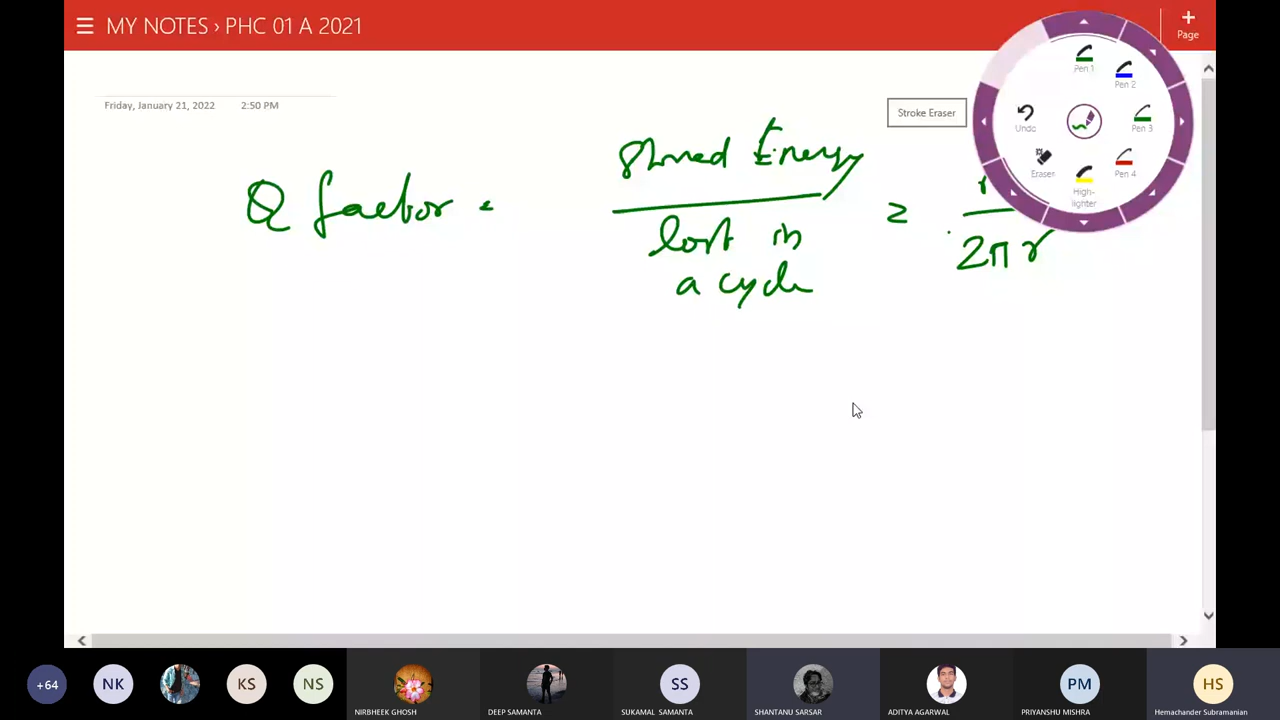 MY NOTES › PHC 01 A 2021
Page
Friday, January 21, 2022 2:50 PM
Stroke Eraser
Pen 1
Pen 2
Undo
Pen 3
Eraser
Pen 4
High-
lighter
Q factor = Stored Energy
lost in
a cycle
= 2πr
+64 NK KS NS SS PM HS
NIRBHEEK GHOSH DEEP SAMANTA SUKAMAL SAMANTA SHANTANU SARSAR ADITYA AGARWAL PRIYANSHU MISHRA Hemachander Subramanian